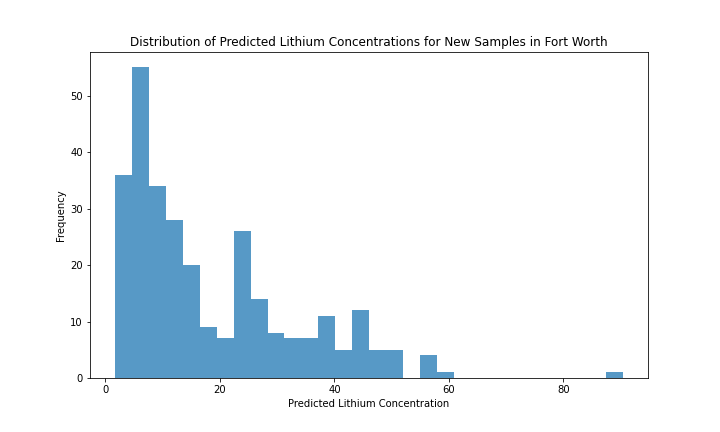 Distribution of Predicted Lithium Concentrations for New Samples in Fort Worth
Frequency
50
40
30
20
10
0
0 20 40 60 80
Predicted Lithium Concentration